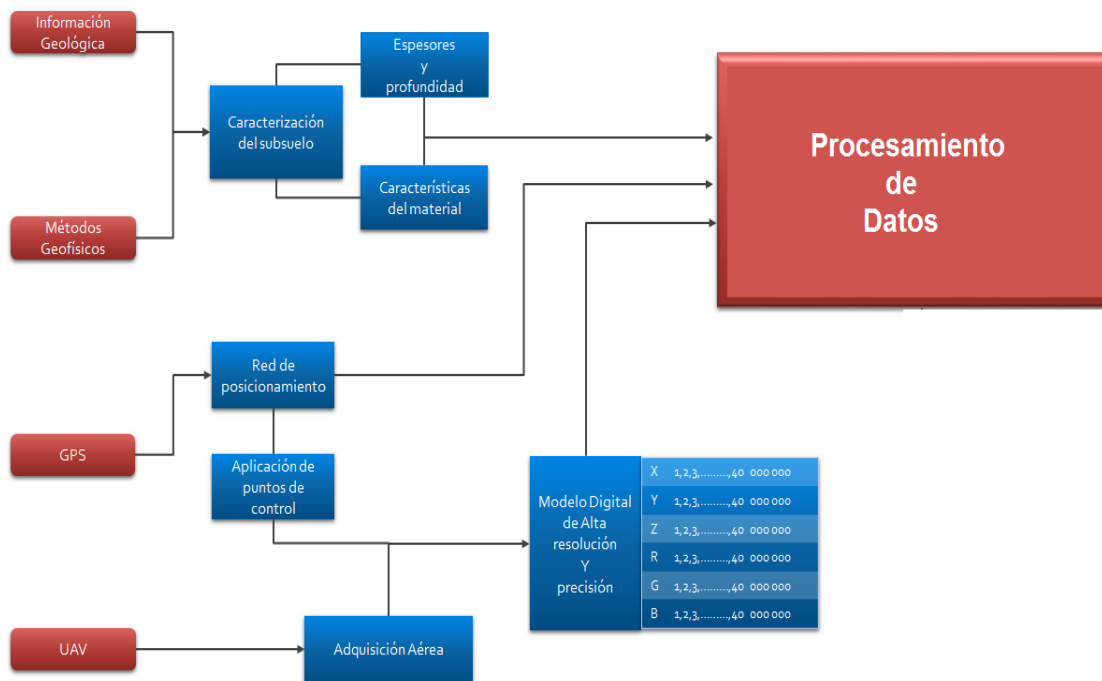 Información
Geológica
Métodos
Geofísicos
Caracterización
del subsuelo
Espesores
y
profundidad
Características
del material
Procesamiento
de
Datos
GPS
Red de
posicionamiento
Aplicación de
puntos de
control
UAV
Adquisición Aérea
Modelo Digital
de Alta
resolución
Y
precisión
X 1,2,3,.........,40 000 000
Y 1,2,3,.........,40 000 000
Z 1,2,3,.........,40 000 000
R 1,2,3,.........,40 000 000
G 1,2,3,.........,40 000 000
B 1,2,3,.........,40 000 000